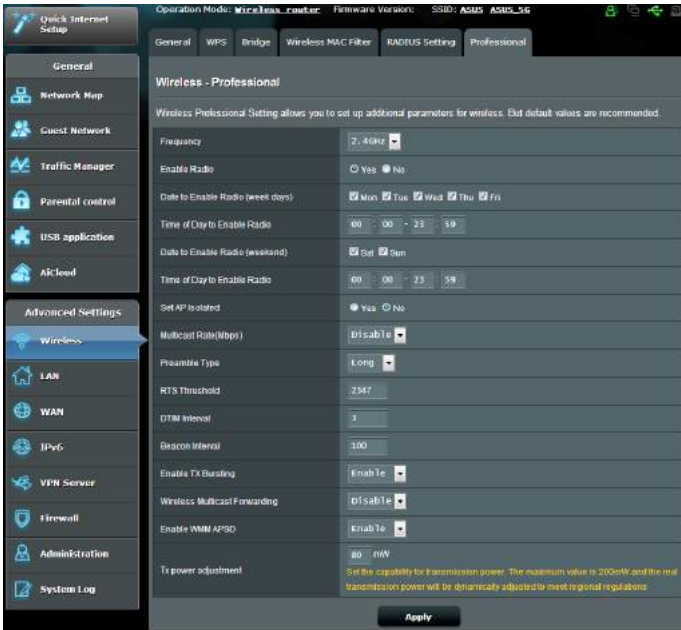 Quick Internet
Setup
Operation Mode: Wireless router Firmware Version: SSID: ASUS ASUS_5G
General WPS Bridge Wireless MAC Filter RADIUS Setting Professional
General
Network Map
Guest Network
Traffic Manager
Parental control
USB application
AiCloud
Advanced Settings
Wireless
LAN
WAN
IPv6
VPN Server
Firewall
Administration
System Log
Wireless - Professional
Wireless Professional Setting allows you to set up additional parameters for wireless. But default values are recommended.
Frequency 2.4GHz
Enable Radio Yes No
Date to Enable Radio (week days) Mon Tue Wed Thu Fri
Time of Day to Enable Radio 00 : 00 - 23 : 59
Date to Enable Radio (weekend) Sat Sun
Time of Day to Enable Radio 00 : 00 - 23 : 59
Set AP Isolated Yes No
Multicast Rate(Mbps) Disable
Preamble Type Long
RTS Threshold 2347
DTIM Interval 3
Beacon Interval 100
Enable TX Bursting Enable
Wireless Multicast Forwarding Disable
Enable WMM APSD Enable
Tx power adjustment 80 mW
Set the capability for transmission power. The maximum value is 200mW and the real
transmission power will be dynamically adjusted to meet regional regulations
Apply